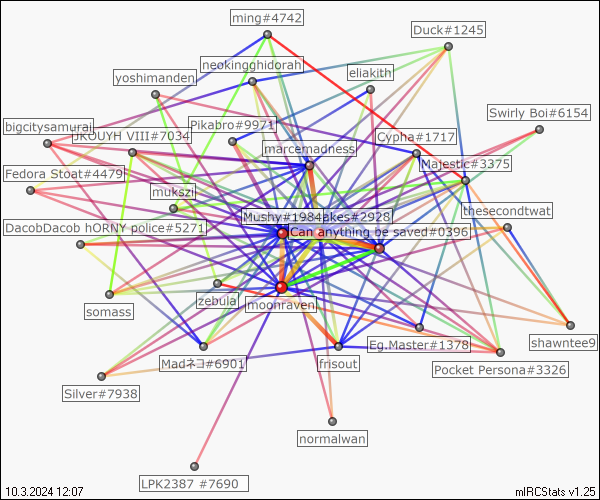 ming#4742
Duck#1245
neokingghidorah
eliakith
yoshimanden
Swirly Boi#6154
bigcitysamurai
JKOUYH VIII#7034
Pikabro#9971
Cypha#1717
marcemadness
Majestic#3375
Fedora Stoat#4479
mukszi
thesecondtwat
Mushy#1984
akes#2928
DacobDacob hORNY police#5271
Can anything be saved#0396
somass
zebula
moonraven
Eg.Master#1378
shawntee9
Madネコ#6901
frisout
Pocket Persona#3326
Silver#7938
normalwan
LPK2387 #7690
10.3.2024 12:07
mIRCStats v1.25